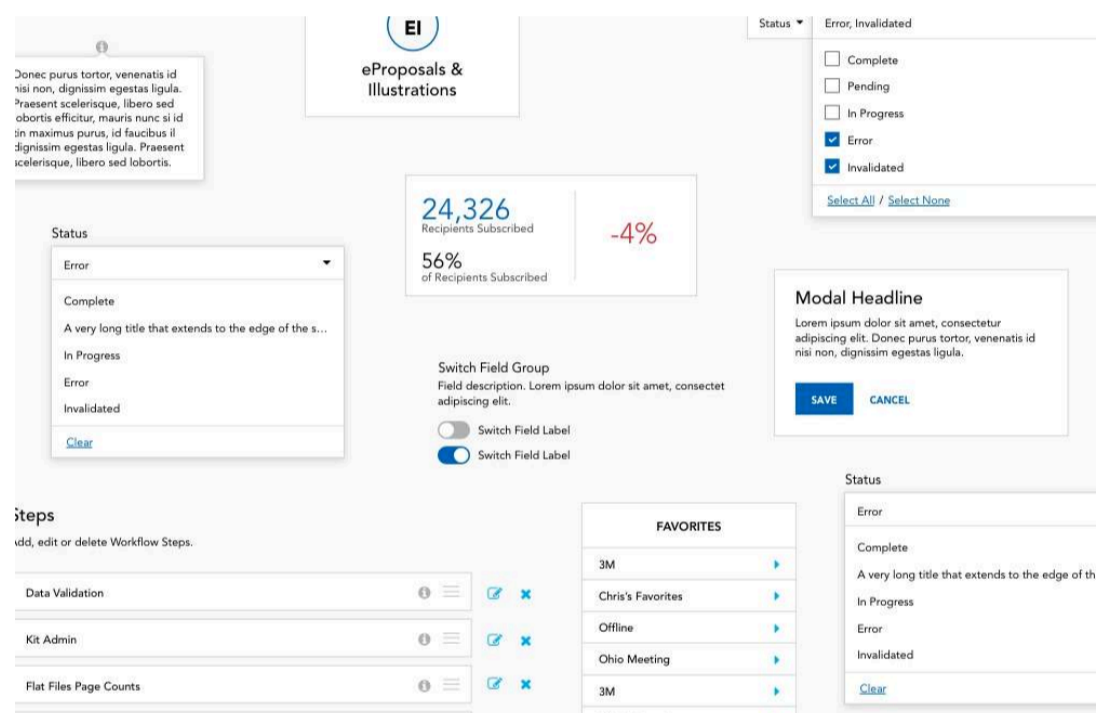 Donec purus tortor, venenatis id
nisi non, dignissim egestas ligula.
Praesent scelerisque, libero sed
lobortis efficitur, mauris nunc si id
tin maximus purus, id faucibus il
dignissim egestas ligula. Praesent
scelerisque, libero sed lobortis.
EI
eProposals &
Illustrations
Status
Error, Invalidated
Complete
Pending
In Progress
Error
Invalidated
Select All / Select None
Status
Error
Complete
A very long title that extends to the edge of the s...
In Progress
Error
Invalidated
Clear
24,326
Recipients Subscribed
56%
of Recipients Subscribed
-4%
Modal Headline
Lorem ipsum dolor sit amet, consectetur
adipiscing elit. Donec purus tortor, venenatis id
nisi non, dignissim egestas ligula.
SAVE CANCEL
Switch Field Group
Field description. Lorem ipsum dolor sit amet, consectet
adipiscing elit.
Switch Field Label
Switch Field Label
Steps
Add, edit or delete Workflow Steps.
Data Validation
Kit Admin
Flat Files Page Counts
FAVORITES
3M
Chris's Favorites
Offline
Ohio Meeting
3M
Status
Error
Complete
A very long title that extends to the edge of th
In Progress
Error
Invalidated
Clear